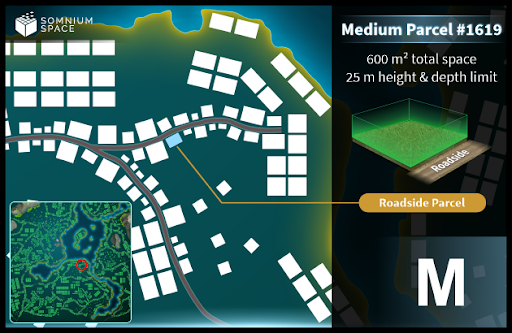 SOMNIUM
SPACE
Medium Parcel #1619
600 m² total space
25 m height & depth limit
Roadside
Roadside Parcel
M